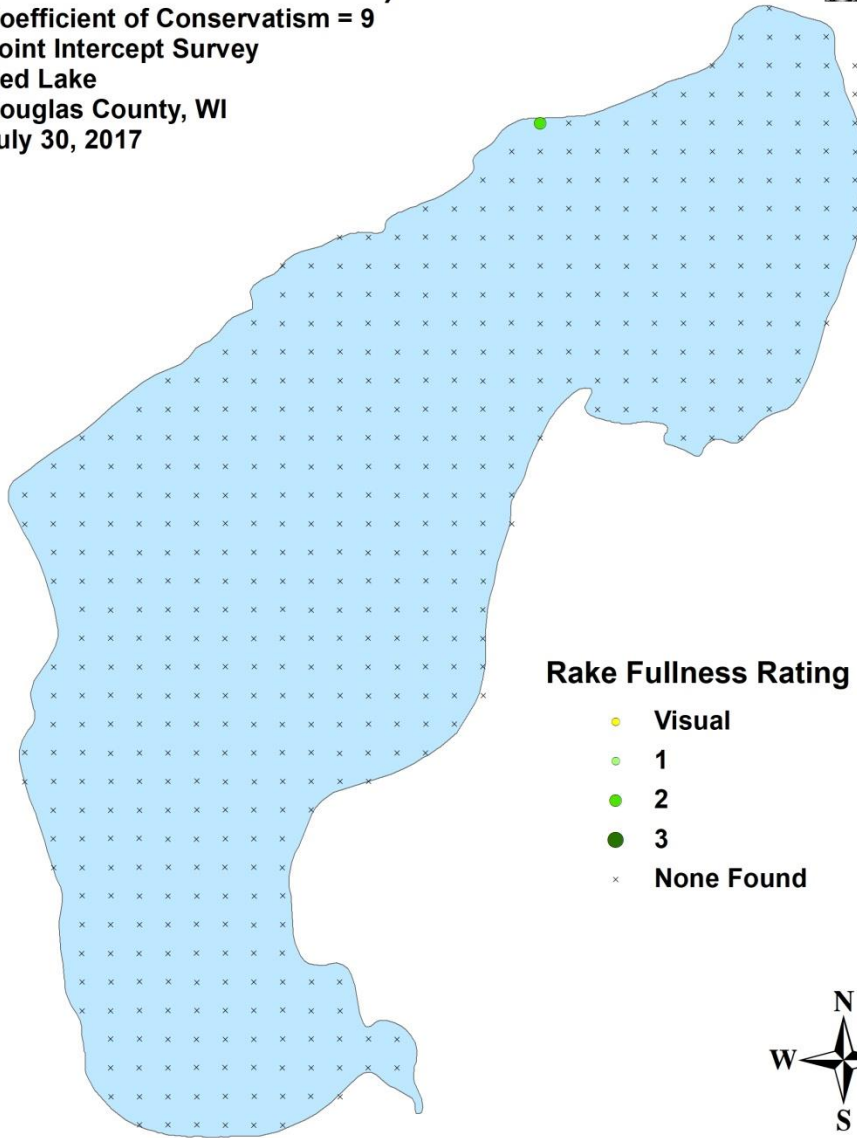 oefficient of Conservatism = 9
oint Intercept Survey
ed Lake
ouglas County, WI
uly 30, 2017
Rake Fullness Rating
Visual
1
2
3
None Found
N
W
S